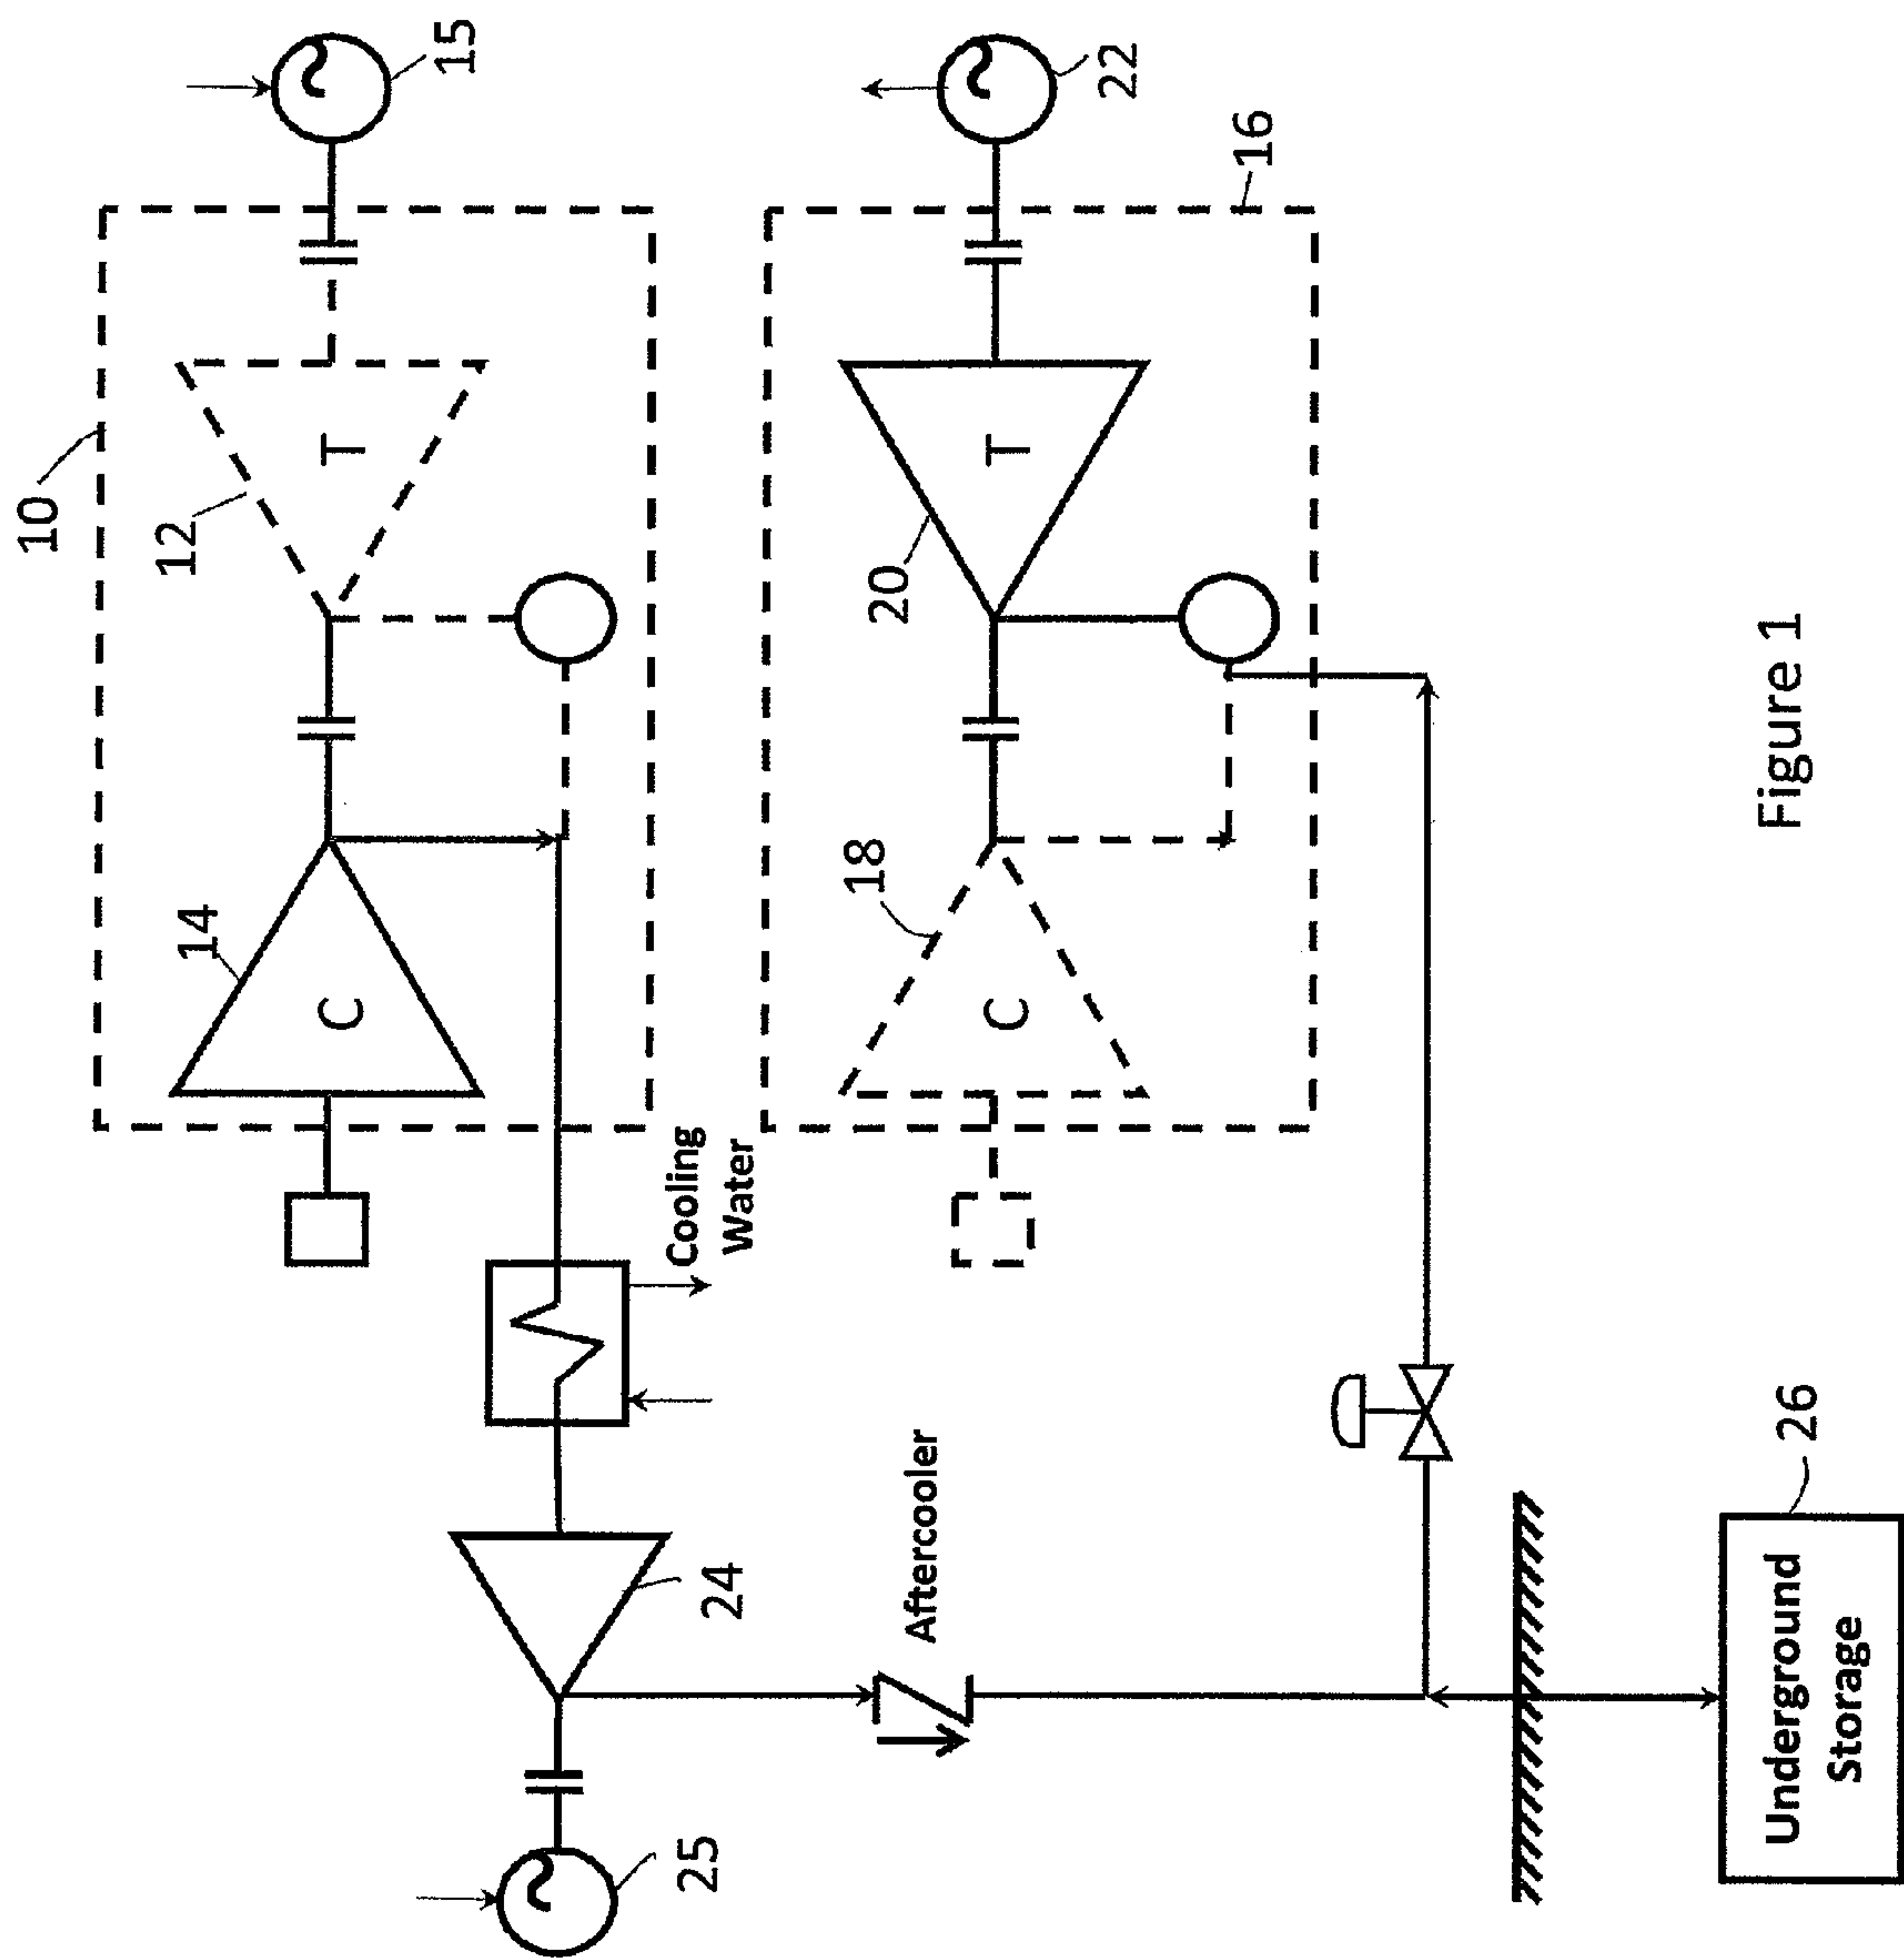 10
12
T
15
14
C
Cooling
Water
16
18
C
20
T
22
24
25
Aftercooler
26
Underground
Storage
Figure 1